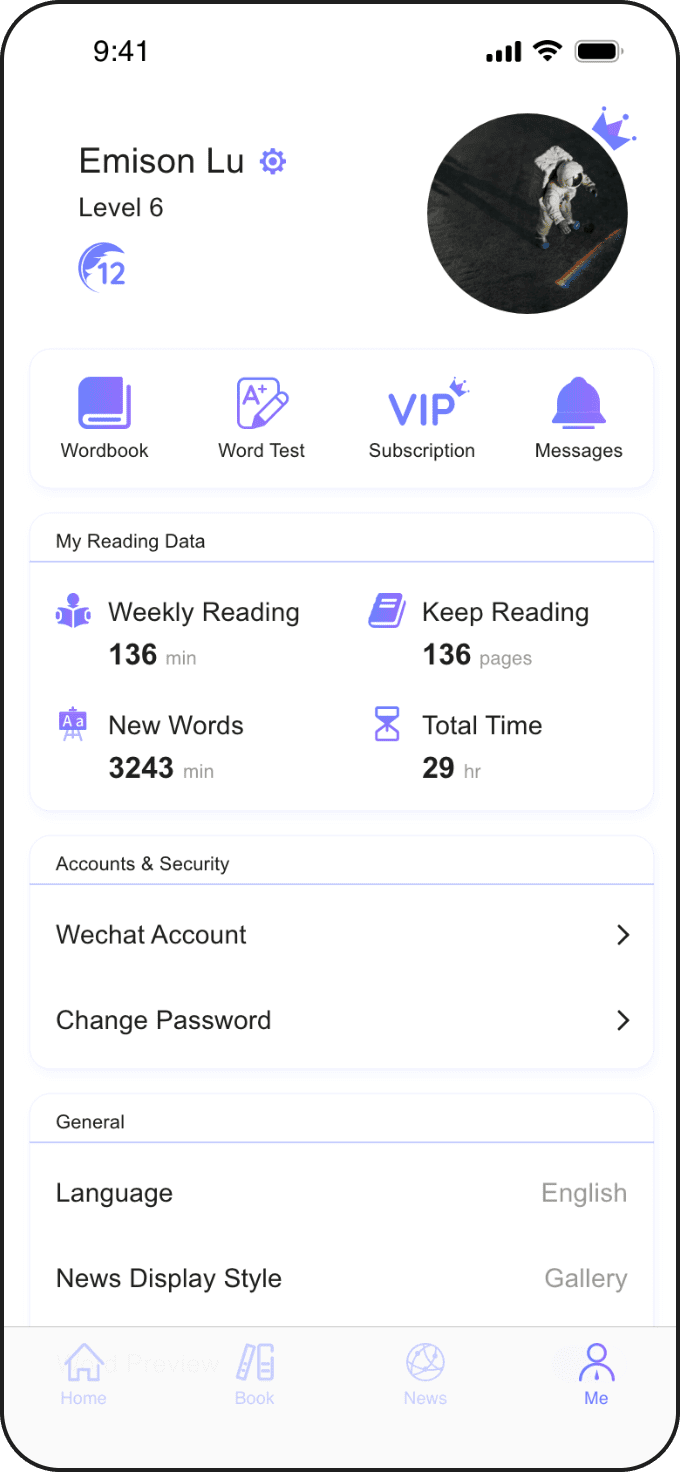 9:41
Emison Lu
Level 6
12
VIP
A+
Wordbook Word Test Subscription Messages
My Reading Data
Weekly Reading Keep Reading
136 min 136 pages
Aa New Words Total Time
3243 min 29 hr
Accounts & Security
Wechat Account
Change Password
General
Language English
News Display Style Gallery
Word Preview
Home Book News Me